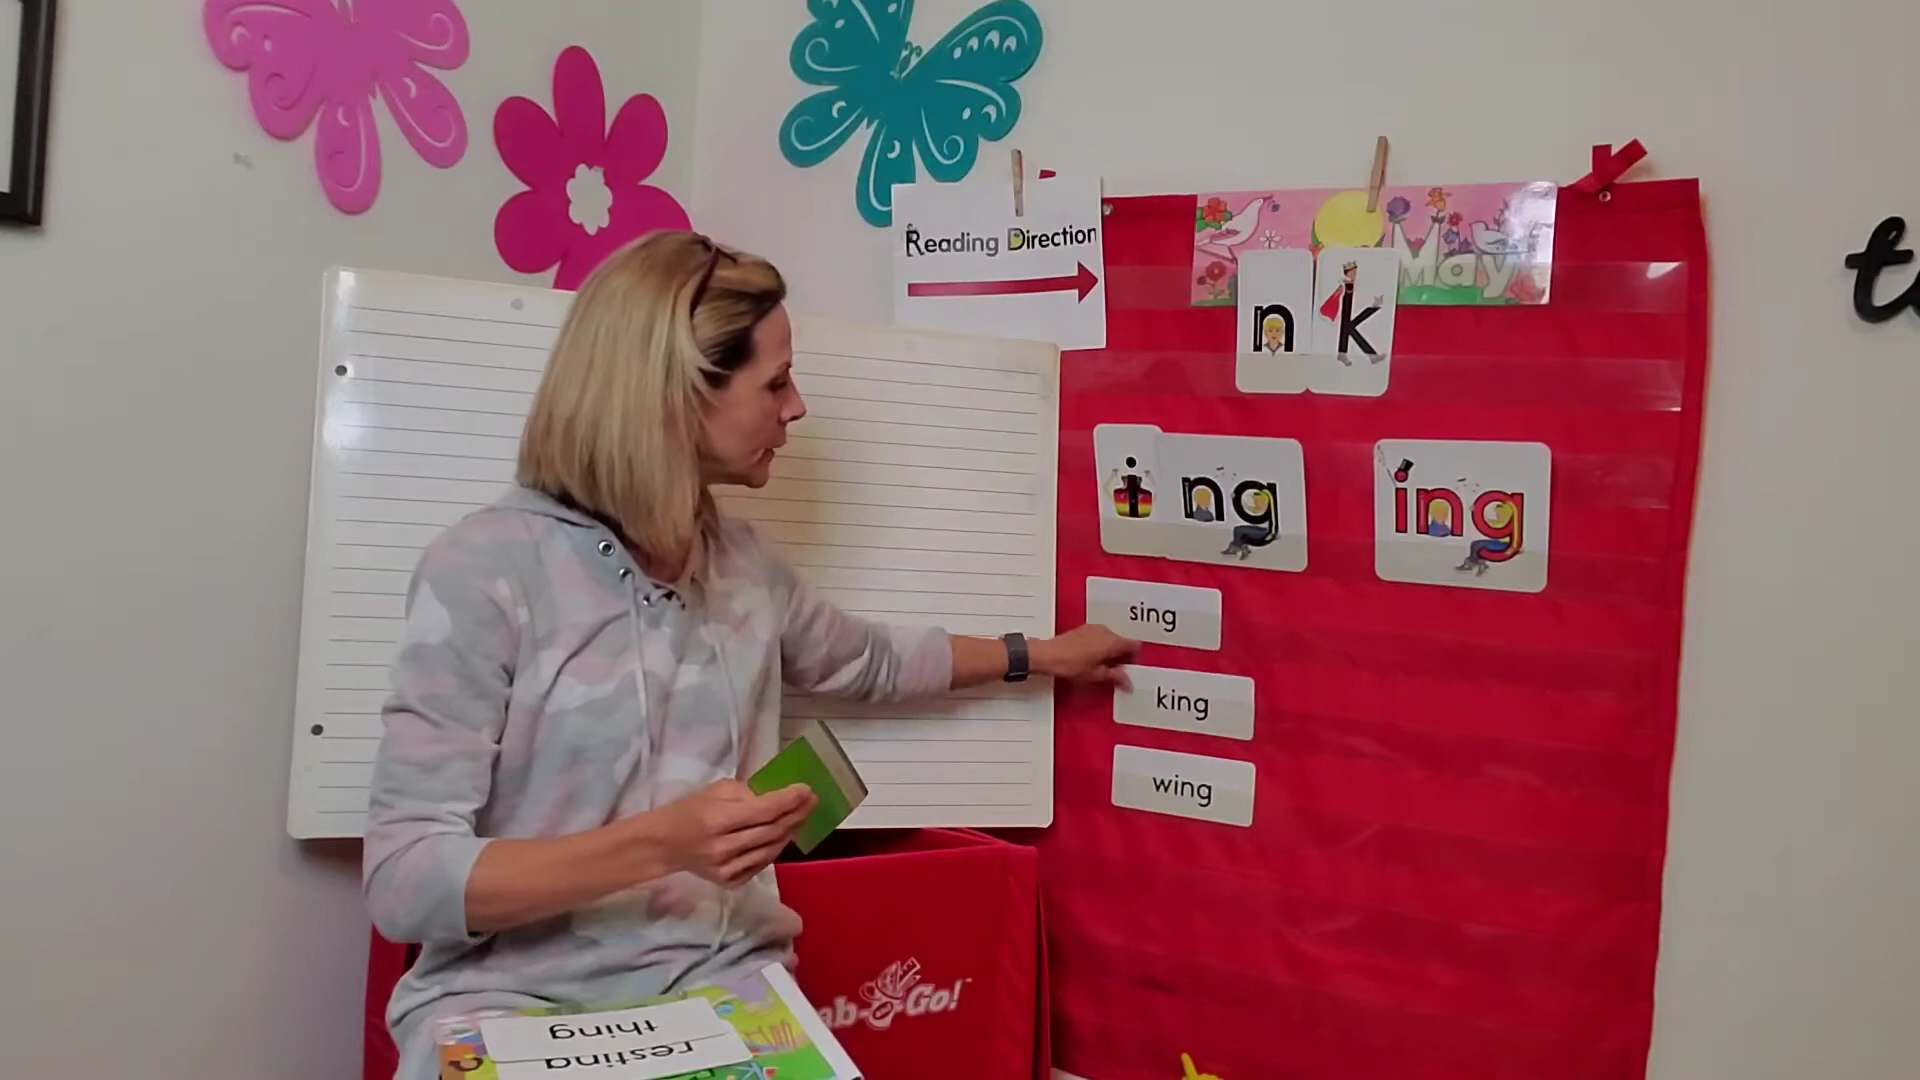 Reading Direction
May
n k
i ng ing
sing
king
wing
thing
resting
ab-o-Go!